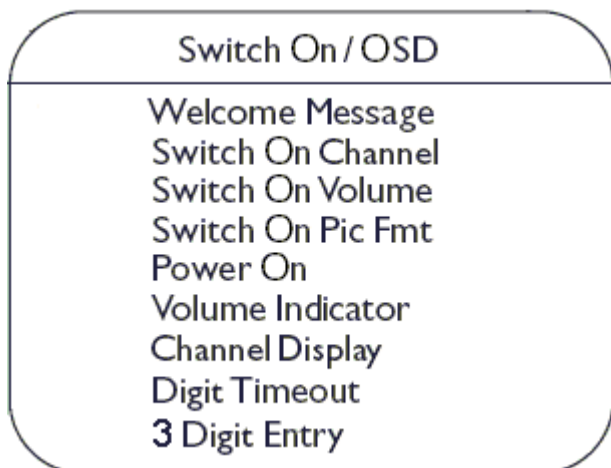 Switch On / OSD
Welcome Message
Switch On Channel
Switch On Volume
Switch On Pic Fmt
Power On
Volume Indicator
Channel Display
Digit Timeout
3 Digit Entry